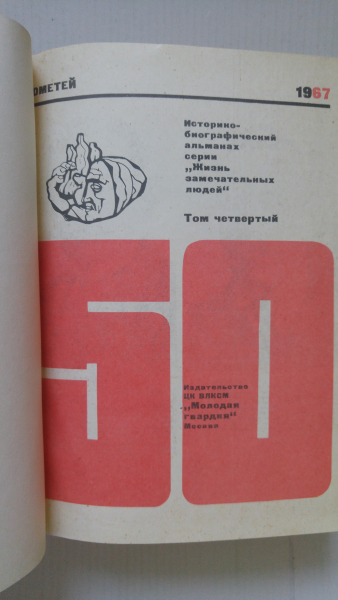 ОМЕТЕЙ
1967
Историко-
биографический
альманах
серии
„Жизнь
замечательных
людей“
Том четвертый
50
Издательство
ЦК ВЛКСМ
„Молодая
гвардия“
Москва